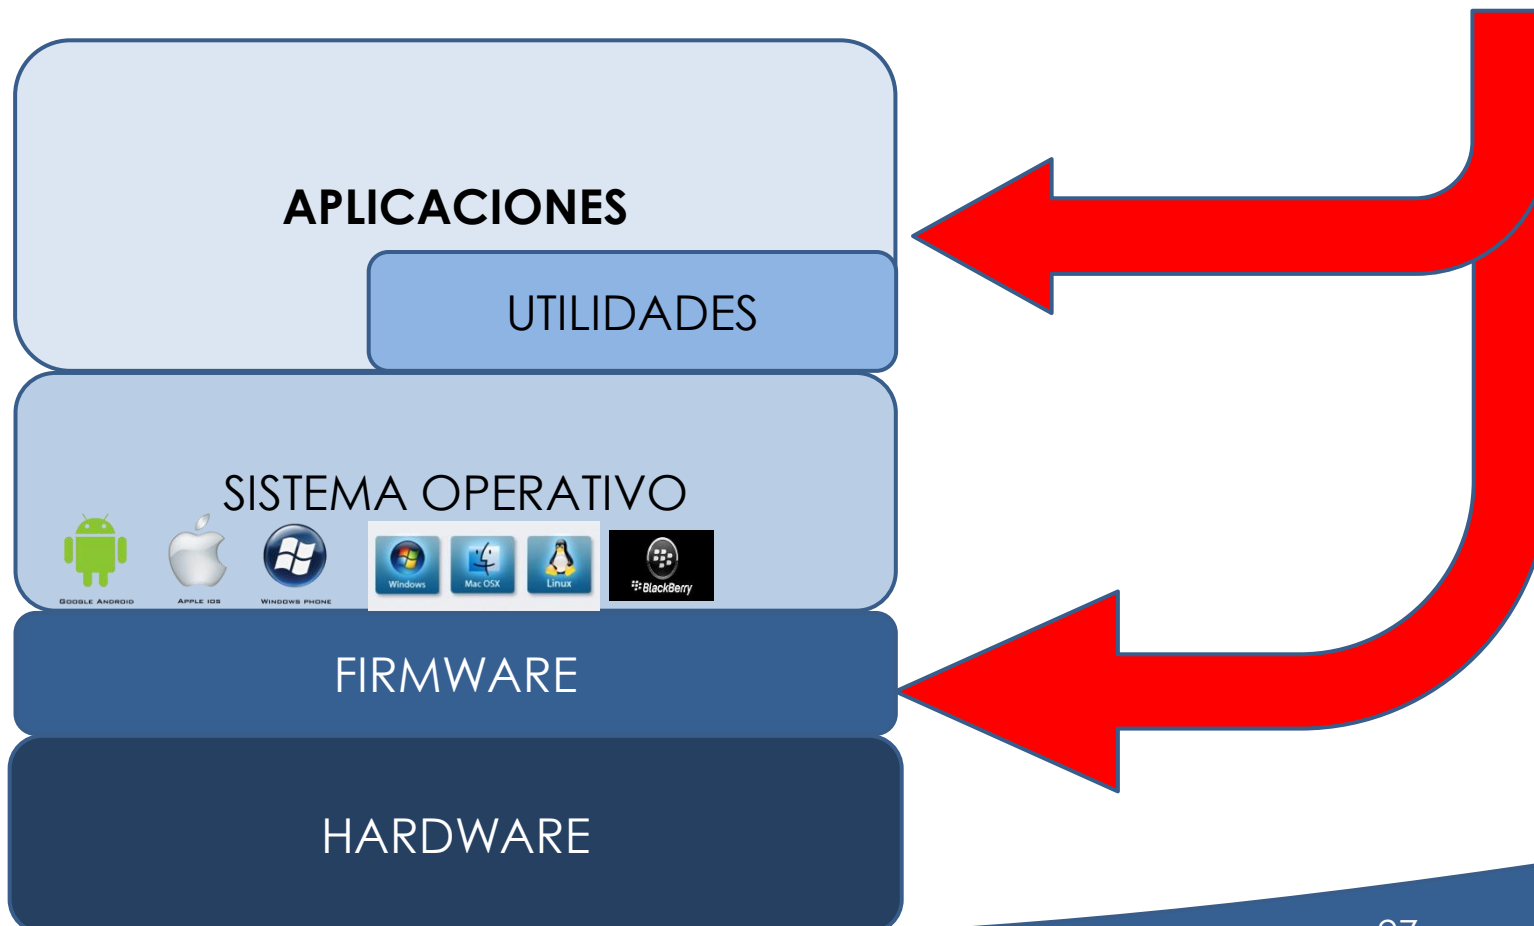 APLICACIONES
UTILIDADES
SISTEMA OPERATIVO
GOOGLE ANDROID
APPLE IOS
WINDOWS PHONE
Windows
Mac OSX
Linux
BlackBerry
FIRMWARE
HARDWARE